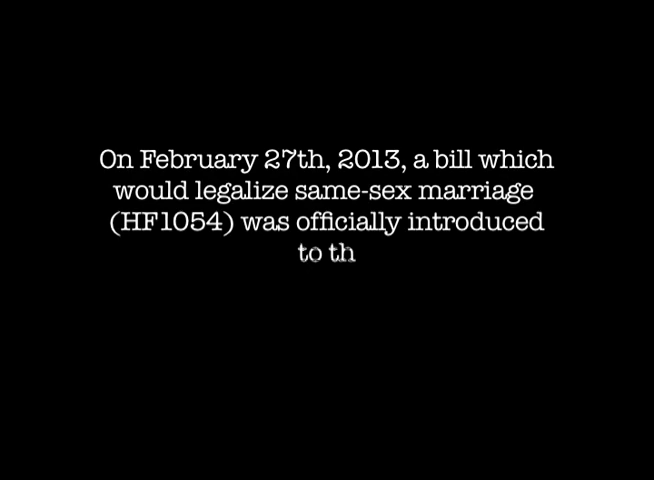 On February 27th, 2013, a bill which
would legalize same-sex marriage
(HF1054) was officially introduced
to th